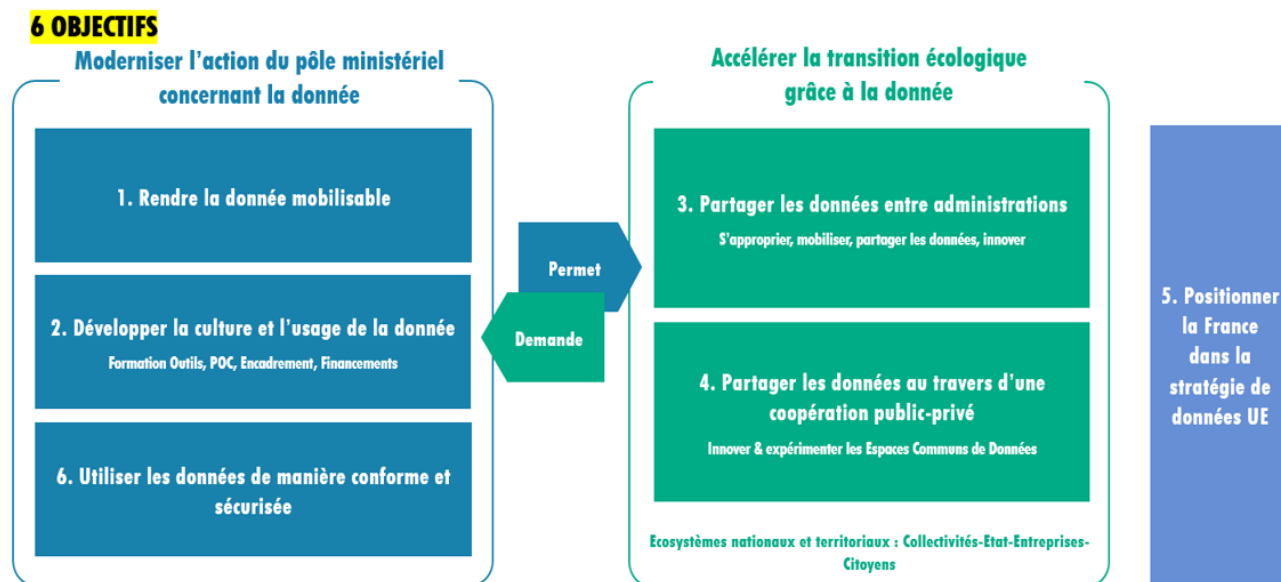 6 OBJECTIFS
Moderniser l'action du pôle ministériel
concernant la donnée
1. Rendre la donnée mobilisable
2. Développer la culture et l'usage de la donnée
Formation Outils, POC, Encadrement, Financements
6. Utiliser les données de manière conforme et
sécurisée
Permet
Demande
Accélérer la transition écologique
grâce à la donnée
3. Partager les données entre administrations
S'approprier, mobiliser, partager les données, innover
4. Partager les données au travers d'une
coopération public-privé
Innover & expérimenter les Espaces Communs de Données
Ecosystèmes nationaux et territoriaux : Collectivités-Etat-Entreprises-
Citoyens
5. Positionner
la France
dans la
stratégie de
données UE